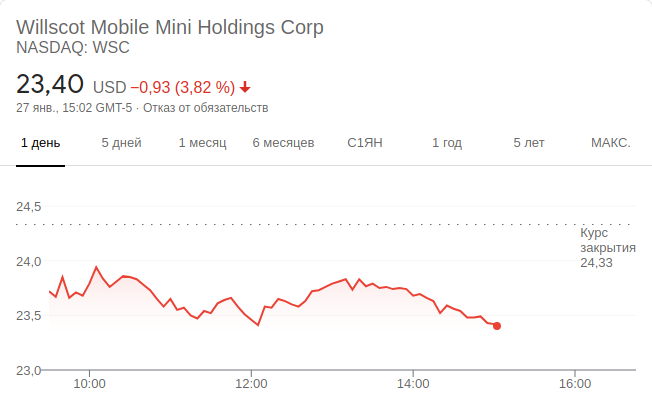 Willscot Mobile Mini Holdings Corp
NASDAQ: WSC
23,40 USD −0,93 (3,82 %)
27 янв., 15:02 GMT-5 · Отказ от обязательств
1 день 5 дней 1 месяц 6 месяцев С1ЯН 1 год 5 лет МАКС.
24,5
Курс
закрытия
24,0
24,33
23,5
23,0
10:00 12:00 14:00 16:00